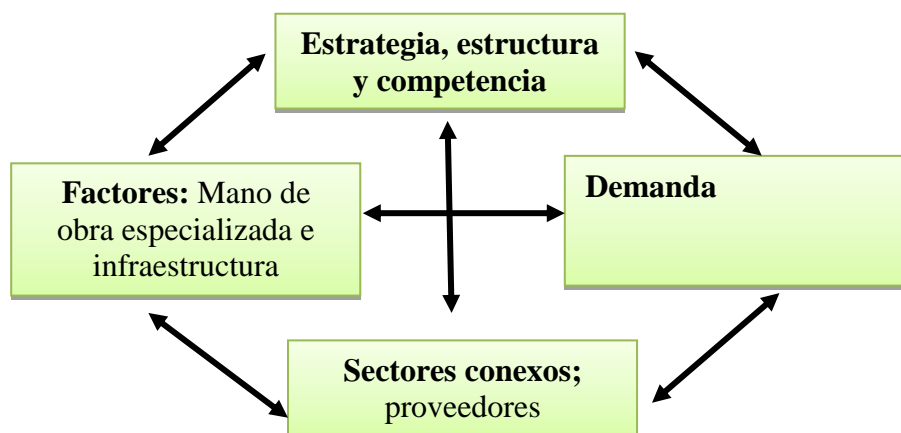 Estrategia, estructura
y competencia
Factores: Mano de
obra especializada e
infraestructura
Demanda
Sectores conexos;
proveedores